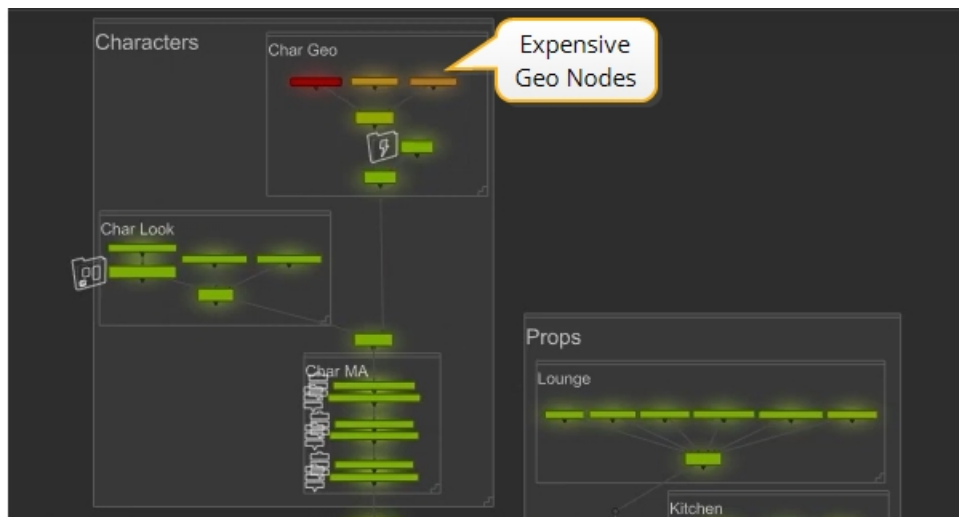 Characters
Char Geo
Expensive
Geo Nodes
Char Look
Char MA
Props
Lounge
Kitchen